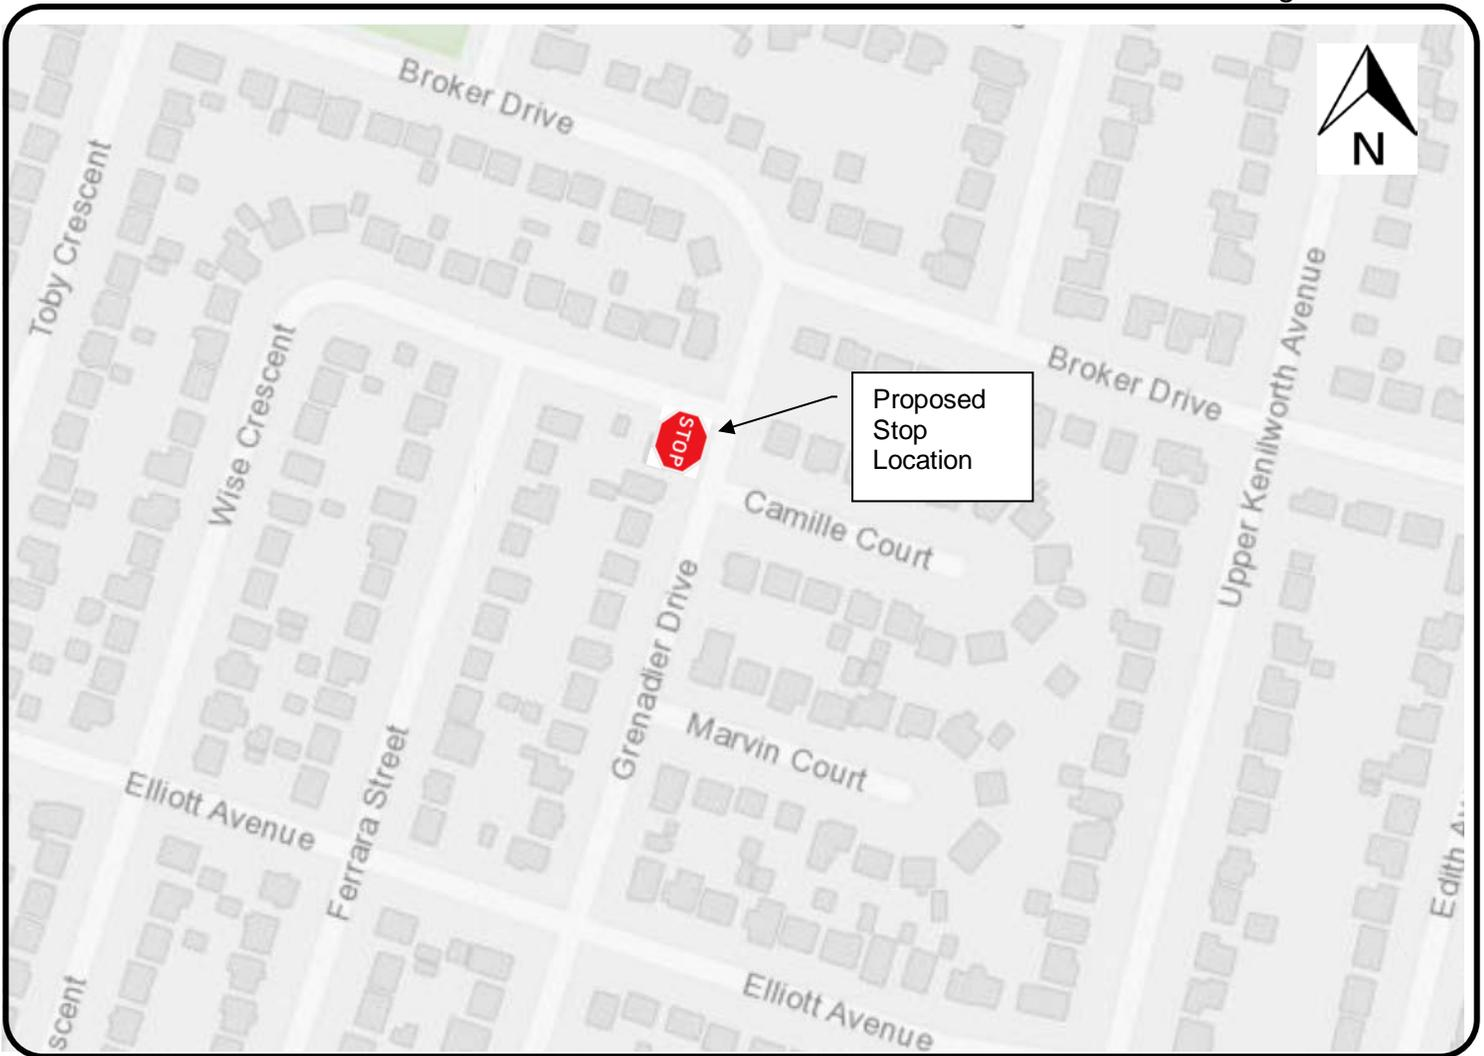 Broker Drive
N
Toby Crescent
Wise Crescent
STOP
Proposed
Stop
Location
Broker Drive
Upper Kenilworth Avenue
Camille Court
Grenadier Drive
Marvin Court
Elliott Avenue
Ferrara Street
Elliott Avenue
Edith
scent